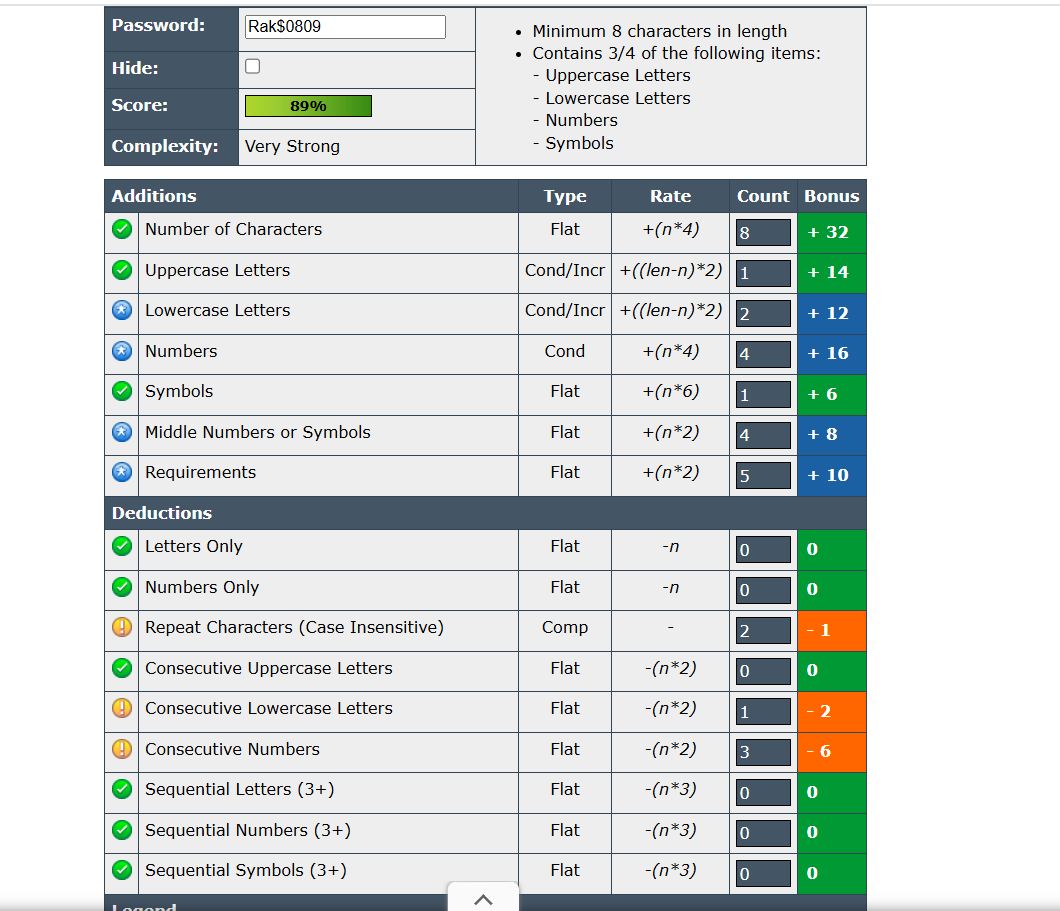 Password: Rak$0809
Hide:
Score: 89%
Complexity: Very Strong
• Minimum 8 characters in length
• Contains 3/4 of the following items:
- Uppercase Letters
- Lowercase Letters
- Numbers
- Symbols
Additions Type Rate Count Bonus
Number of Characters Flat +(n*4) 8 + 32
Uppercase Letters Cond/Incr +((len-n)*2) 1 + 14
Lowercase Letters Cond/Incr +((len-n)*2) 2 + 12
Numbers Cond +(n*4) 4 + 16
Symbols Flat +(n*6) 1 + 6
Middle Numbers or Symbols Flat +(n*2) 4 + 8
Requirements Flat +(n*2) 5 + 10
Deductions
Letters Only Flat -n 0 0
Numbers Only Flat -n 0 0
Repeat Characters (Case Insensitive) Comp - 2 - 1
Consecutive Uppercase Letters Flat -(n*2) 0 0
Consecutive Lowercase Letters Flat -(n*2) 1 - 2
Consecutive Numbers Flat -(n*2) 3 - 6
Sequential Letters (3+) Flat -(n*3) 0 0
Sequential Numbers (3+) Flat -(n*3) 0 0
Sequential Symbols (3+) Flat -(n*3) 0 0
Legend